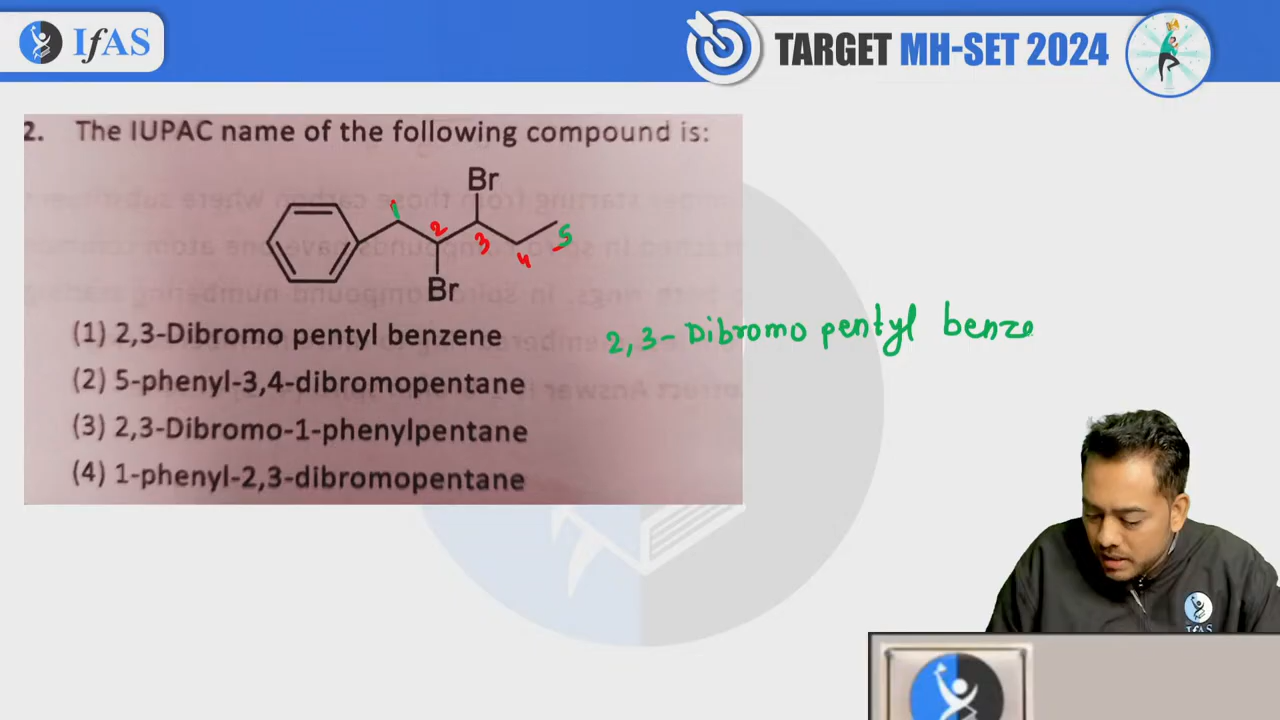 IfAS
TARGET MH-SET 2024
2. The IUPAC name of the following compound is:
Br
1
2
3
4
5
Br
(1) 2,3-Dibromo pentyl benzene
(2) 5-phenyl-3,4-dibromopentane
(3) 2,3-Dibromo-1-phenylpentane
(4) 1-phenyl-2,3-dibromopentane
2,3- Dibromo pentyl benze
IfAS